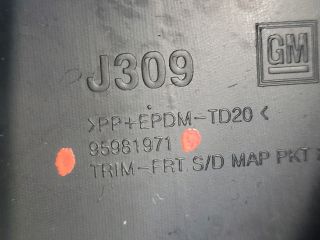 J309
GM
>PP+EPDM-TD20<
95981971
TRIM-FRT S/D MAP PKT